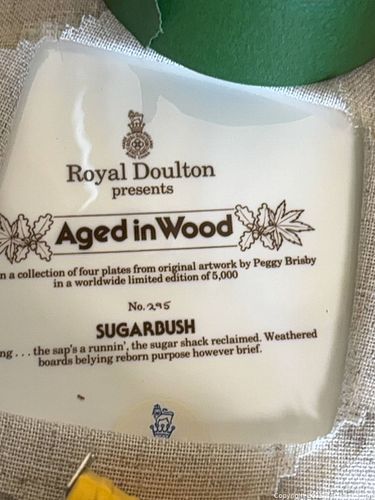 Royal Doulton
presents
Aged in Wood
n a collection of four plates from original artwork by Peggy Brisby
in a worldwide limited edition of 5,000
No. 295
SUGARBUSH
ng... the sap's a runnin', the sugar shack reclaimed. Weathered
boards belying reborn purpose however brief.